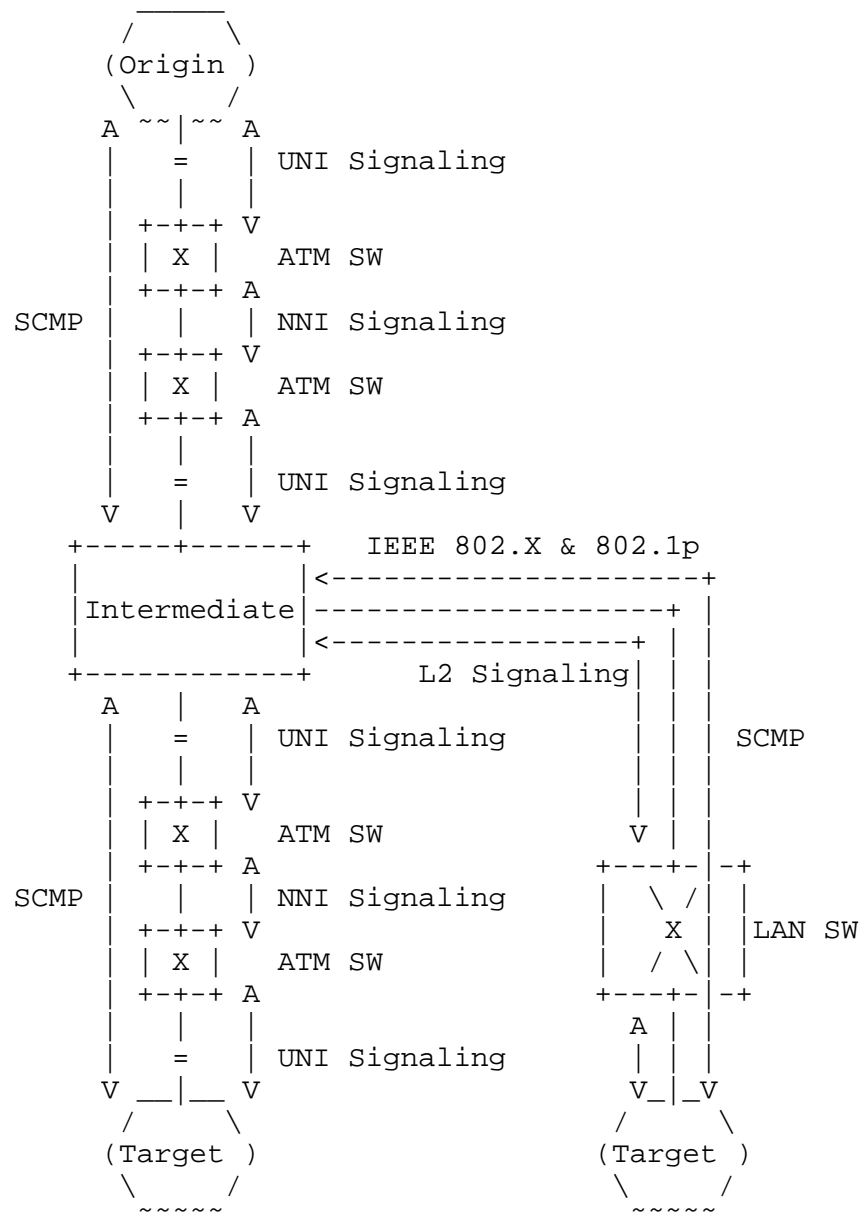 (Origin )
A A
= UNI Signaling
V
X ATM SW
A
SCMP NNI Signaling
V
X ATM SW
A
= UNI Signaling
V V
IEEE 802.X & 802.1p
Intermediate
L2 Signaling
A A
= UNI Signaling SCMP
V
X ATM SW V
A
SCMP NNI Signaling
V X LAN SW
X ATM SW
A
A
= UNI Signaling
V V V V
(Target ) (Target )